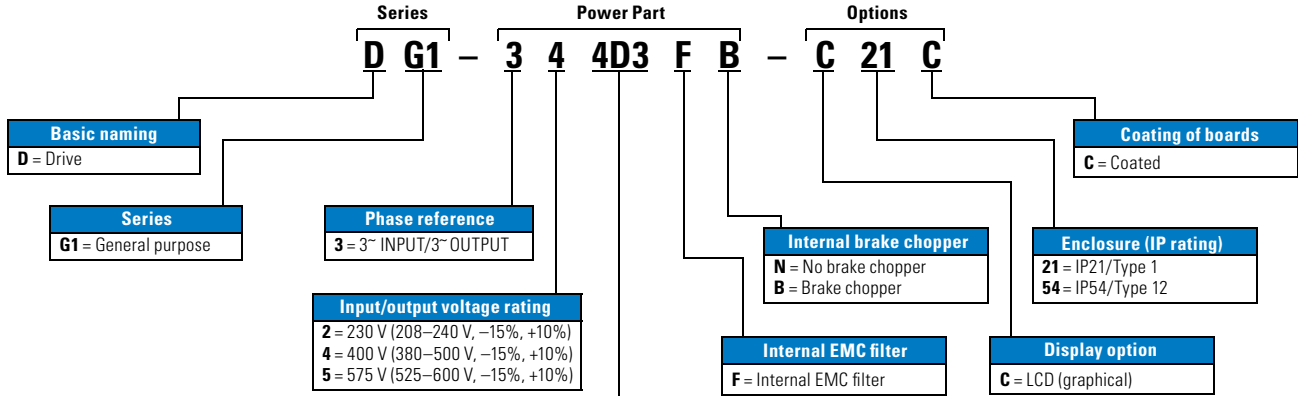 Series Power Part Options
D G1 – 3 4 4D3 F B – C 21 C
Basic naming
D = Drive
Coating of boards
C = Coated
Series
G1 = General purpose
Phase reference
3 = 3~ INPUT/3~ OUTPUT
Internal brake chopper
N = No brake chopper
B = Brake chopper
Enclosure (IP rating)
21 = IP21/Type 1
54 = IP54/Type 12
Input/output voltage rating
2 = 230 V (208–240 V, –15%, +10%)
4 = 400 V (380–500 V, –15%, +10%)
5 = 575 V (525–600 V, –15%, +10%)
Internal EMC filter
F = Internal EMC filter
Display option
C = LCD (graphical)